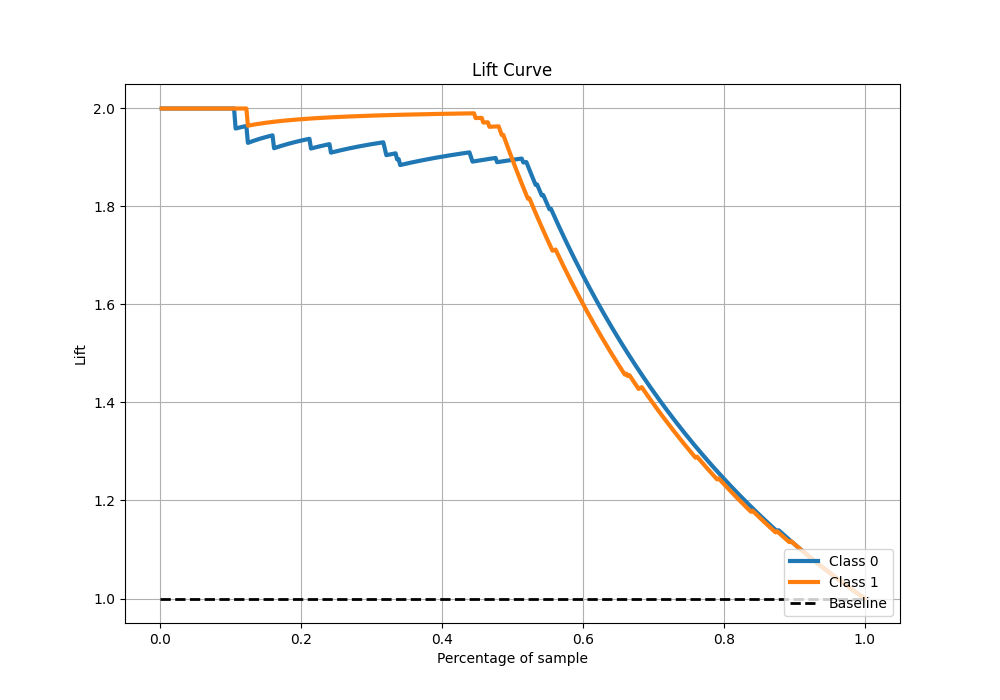 Lift Curve
Lift
2.0
1.8
1.6
1.4
1.2
1.0
0.0 0.2 0.4 0.6 0.8 1.0
Percentage of sample
Class 0
Class 1
Baseline